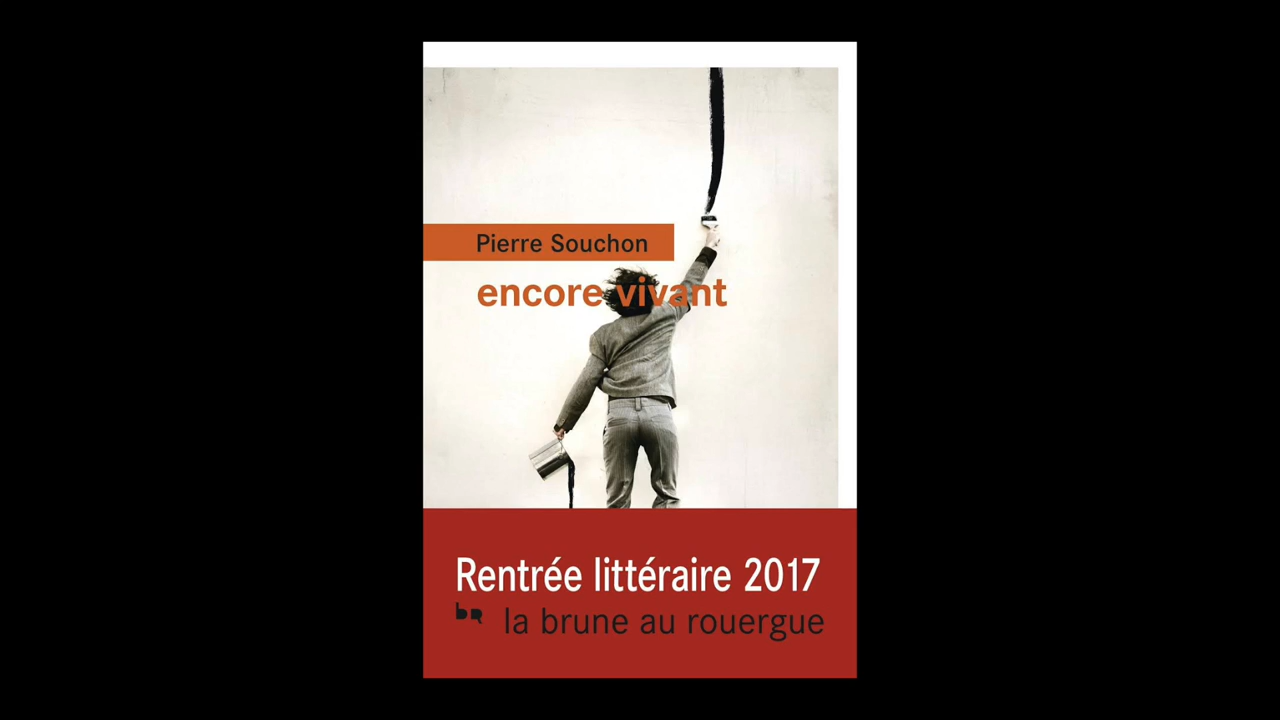 Pierre Souchon
encore vivant
Rentrée littéraire 2017
bR la brune au rouergue